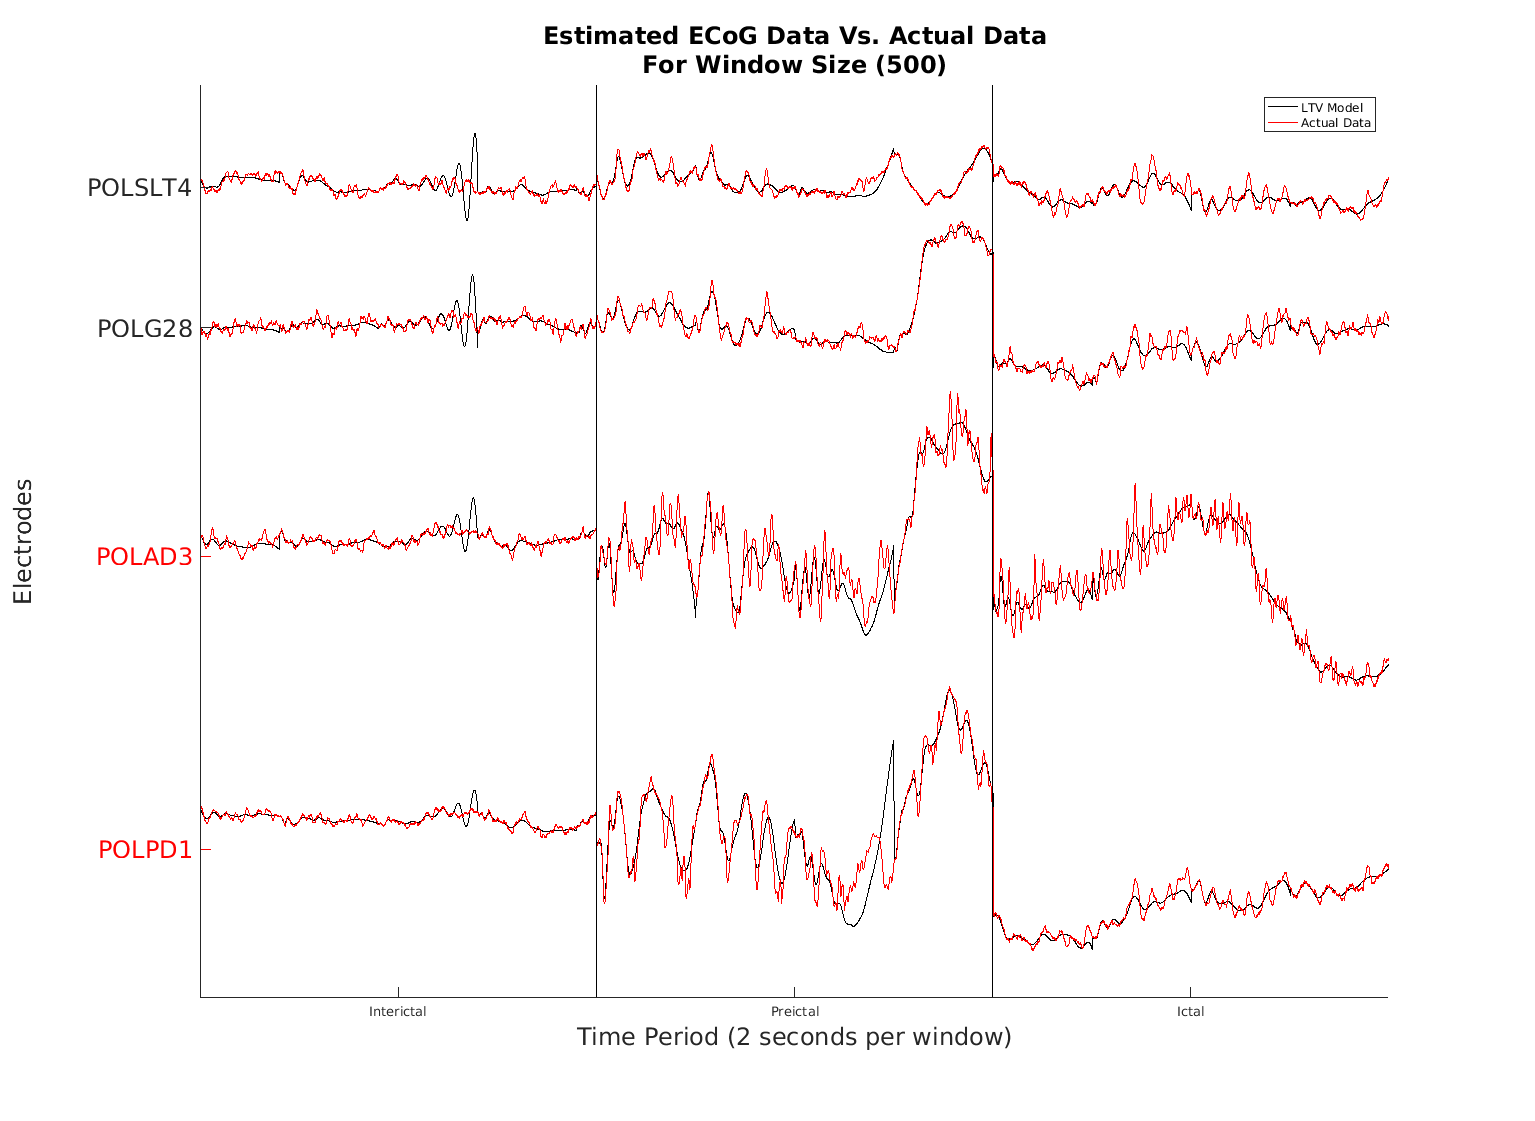 Estimated ECoG Data Vs. Actual Data
For Window Size (500)
LTV Model
Actual Data
POLSLT4
POLG28
POLAD3
POLPD1
Electrodes
Interictal
Preictal
Ictal
Time Period (2 seconds per window)